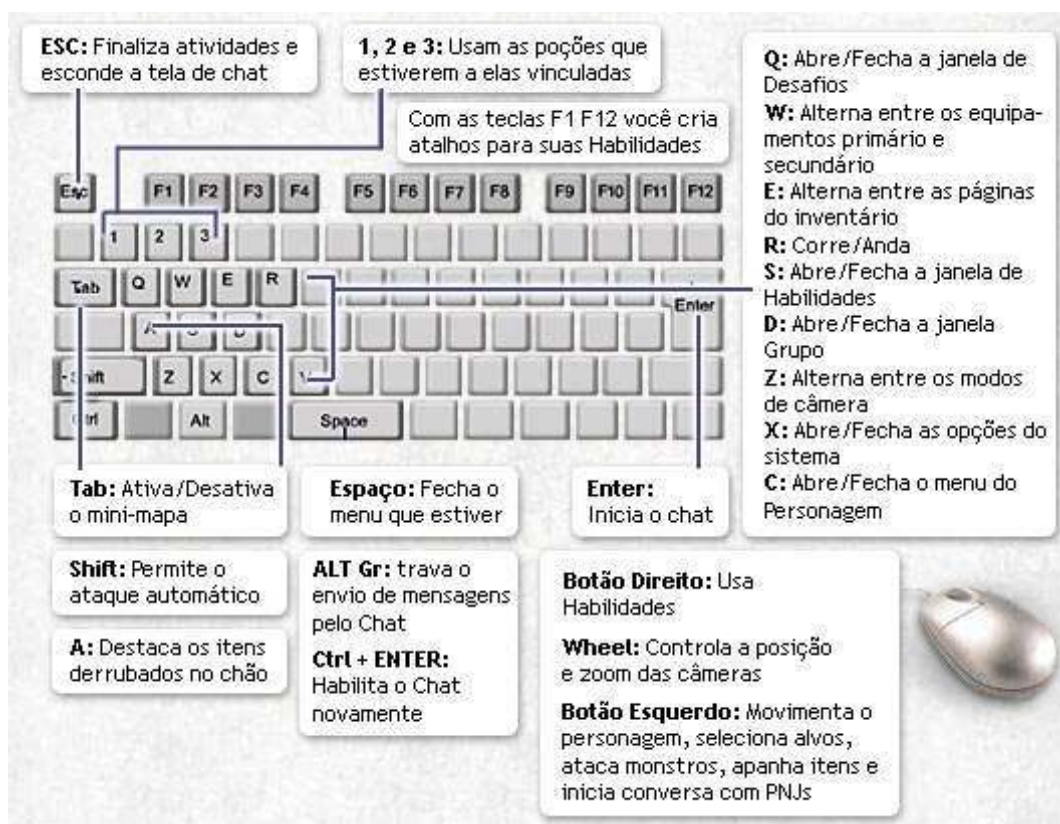 ESC: Finaliza atividades e
esconde a tela de chat
1, 2 e 3: Usam as poções que
estiverem a elas vinculadas
Com as teclas F1 F12 você cria
atalhos para suas Habilidades
Q: Abre/Fecha a janela de
Desafios
W: Alterna entre os equipa-
mentos primário e
secundário
E: Alterna entre as páginas
do inventário
R: Corre/Anda
S: Abre/Fecha a janela de
Habilidades
D: Abre/Fecha a janela
Grupo
Z: Alterna entre os modos
de câmera
X: Abre/Fecha as opções do
sistema
C: Abre/Fecha o menu do
Personagem
Esc F1 F2 F3 F4 F5 F6 F7 F8 F9 F10 F11 F12
1 2 3
Tab Q W E R Enter
A
Shift Z X C V
Ctrl Alt Space
Tab: Ativa/Desativa
o mini-mapa
Espaço: Fecha o
menu que estiver
Enter:
Inicia o chat
Shift: Permite o
ataque automático
A: Destaca os itens
derrubados no chão
ALT Gr: trava o
envio de mensagens
pelo Chat
Ctrl + ENTER:
Habilita o Chat
novamente
Botão Direito: Usa
Habilidades
Wheel: Controla a posição
e zoom das câmeras
Botão Esquerdo: Movimenta o
personagem, seleciona alvos,
ataca monstros, apanha itens e
inicia conversa com PNJs